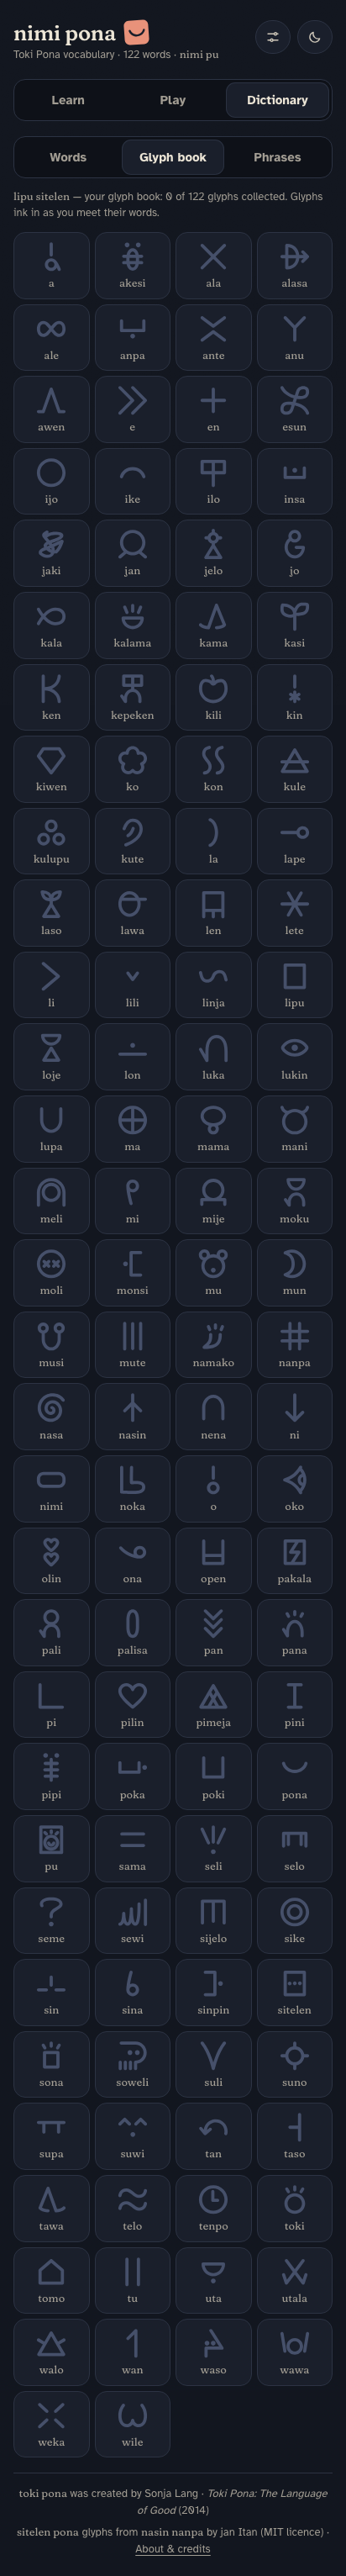 nimi pona
Toki Pona vocabulary · 122 words · nimi pu
Learn Play Dictionary
Words Glyph book Phrases
lipu sitelen — your glyph book: 0 of 122 glyphs collected. Glyphs
ink in as you meet their words.
a akesi ala alasa
ale anpa ante anu
awen e en esun
ijo ike ilo insa
jaki jan jelo jo
kala kalama kama kasi
ken kepeken kili kin
kiwen ko kon kule
kulupu kute la lape
laso lawa len lete
li lili linja lipu
loje lon luka lukin
lupa ma mama mani
meli mi mije moku
moli monsi mu mun
musi mute namako nanpa
nasa nasin nena ni
nimi noka o oko
olin ona open pakala
pali palisa pan pana
pi pilin pimeja pini
pipi poka poki pona
pu sama seli selo
seme sewi sijelo sike
sin sina sinpin sitelen
sona soweli suli suno
supa suwi tan taso
tawa telo tenpo toki
tomo tu uta utala
walo wan waso wawa
weka wile
toki pona was created by Sonja Lang · Toki Pona: The Language
of Good (2014)
sitelen pona glyphs from nasin nanpa by jan Itan (MIT licence) ·
About & credits